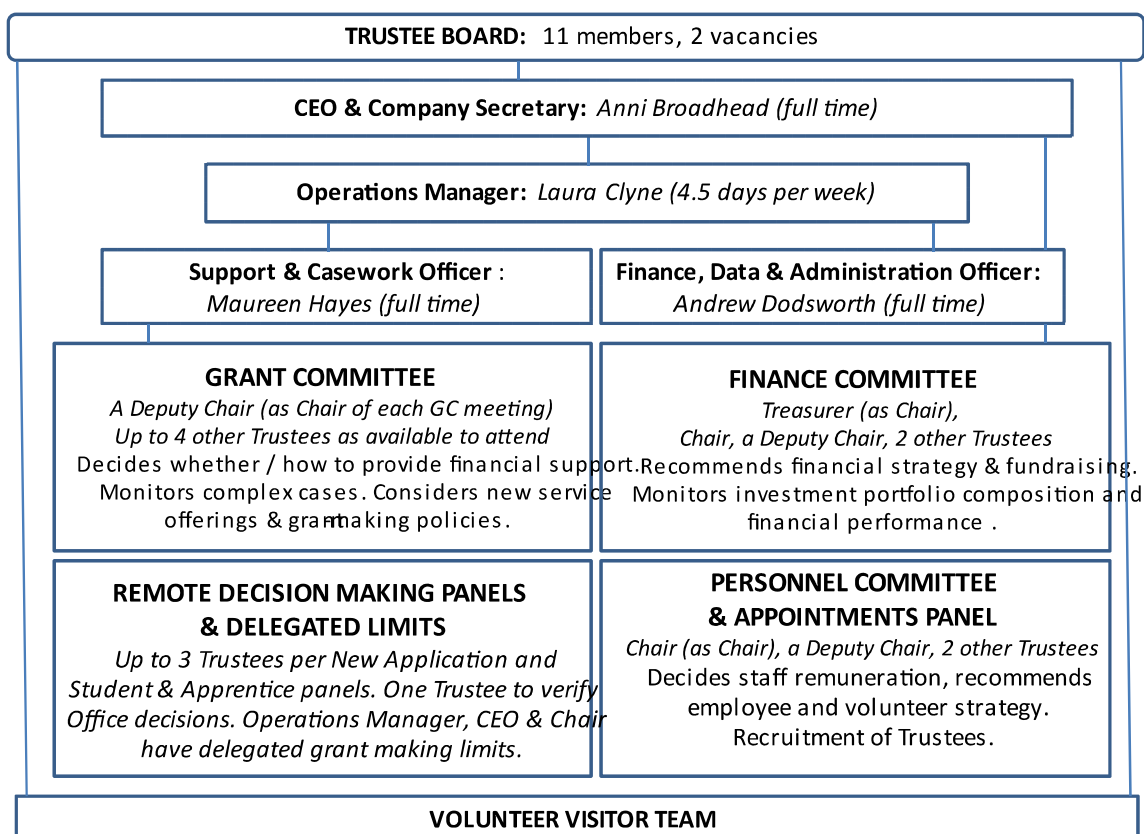 TRUSTEE BOARD: 11 members, 2 vacancies
CEO & Company Secretary: Anni Broadhead (full time)
Operations Manager: Laura Clyne (4.5 days per week)
Support & Casework Officer :
Maureen Hayes (full time)
Finance, Data & Administration Officer:
Andrew Dodsworth (full time)
GRANT COMMITTEE
A Deputy Chair (as Chair of each GC meeting)
Up to 4 other Trustees as available to attend
Decides whether / how to provide financial support.
Monitors complex cases. Considers new service
offerings & grant-making policies.
FINANCE COMMITTEE
Treasurer (as Chair),
Chair, a Deputy Chair, 2 other Trustees
Recommends financial strategy & fundraising.
Monitors investment portfolio composition and
financial performance .
REMOTE DECISION MAKING PANELS
& DELEGATED LIMITS
Up to 3 Trustees per New Application and
Student & Apprentice panels. One Trustee to verify
Office decisions. Operations Manager, CEO & Chair
have delegated grant making limits.
PERSONNEL COMMITTEE
& APPOINTMENTS PANEL
Chair (as Chair), a Deputy Chair, 2 other Trustees
Decides staff remuneration, recommends
employee and volunteer strategy.
Recruitment of Trustees.
VOLUNTEER VISITOR TEAM